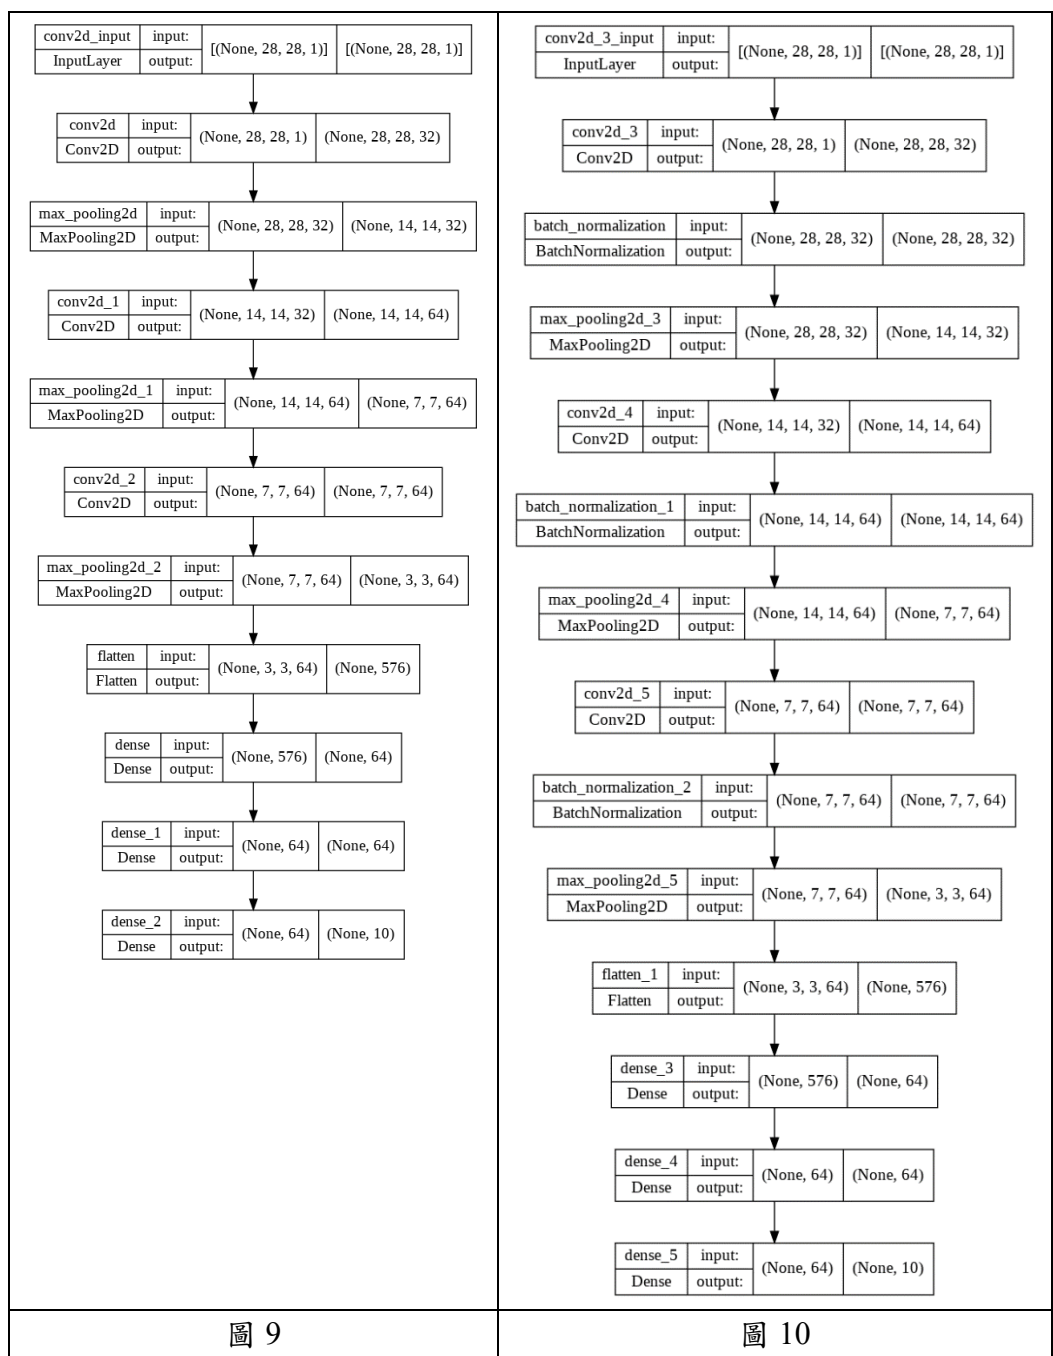 conv2d_input input: [(None, 28, 28, 1)] [(None, 28, 28, 1)]
InputLayer output:
conv2d input: (None, 28, 28, 1) (None, 28, 28, 32)
Conv2D output:
max_pooling2d input: (None, 28, 28, 32) (None, 14, 14, 32)
MaxPooling2D output:
conv2d_1 input: (None, 14, 14, 32) (None, 14, 14, 64)
Conv2D output:
max_pooling2d_1 input: (None, 14, 14, 64) (None, 7, 7, 64)
MaxPooling2D output:
conv2d_2 input: (None, 7, 7, 64) (None, 7, 7, 64)
Conv2D output:
max_pooling2d_2 input: (None, 7, 7, 64) (None, 3, 3, 64)
MaxPooling2D output:
flatten input: (None, 3, 3, 64) (None, 576)
Flatten output:
dense input: (None, 576) (None, 64)
Dense output:
dense_1 input: (None, 64) (None, 64)
Dense output:
dense_2 input: (None, 64) (None, 10)
Dense output:
圖 9
conv2d_3_input input: [(None, 28, 28, 1)] [(None, 28, 28, 1)]
InputLayer output:
conv2d_3 input: (None, 28, 28, 1) (None, 28, 28, 32)
Conv2D output:
batch_normalization input: (None, 28, 28, 32) (None, 28, 28, 32)
BatchNormalization output:
max_pooling2d_3 input: (None, 28, 28, 32) (None, 14, 14, 32)
MaxPooling2D output:
conv2d_4 input: (None, 14, 14, 32) (None, 14, 14, 64)
Conv2D output:
batch_normalization_1 input: (None, 14, 14, 64) (None, 14, 14, 64)
BatchNormalization output:
max_pooling2d_4 input: (None, 14, 14, 64) (None, 7, 7, 64)
MaxPooling2D output:
conv2d_5 input: (None, 7, 7, 64) (None, 7, 7, 64)
Conv2D output:
batch_normalization_2 input: (None, 7, 7, 64) (None, 7, 7, 64)
BatchNormalization output:
max_pooling2d_5 input: (None, 7, 7, 64) (None, 3, 3, 64)
MaxPooling2D output:
flatten_1 input: (None, 3, 3, 64) (None, 576)
Flatten output:
dense_3 input: (None, 576) (None, 64)
Dense output:
dense_4 input: (None, 64) (None, 64)
Dense output:
dense_5 input: (None, 64) (None, 10)
Dense output:
圖 10